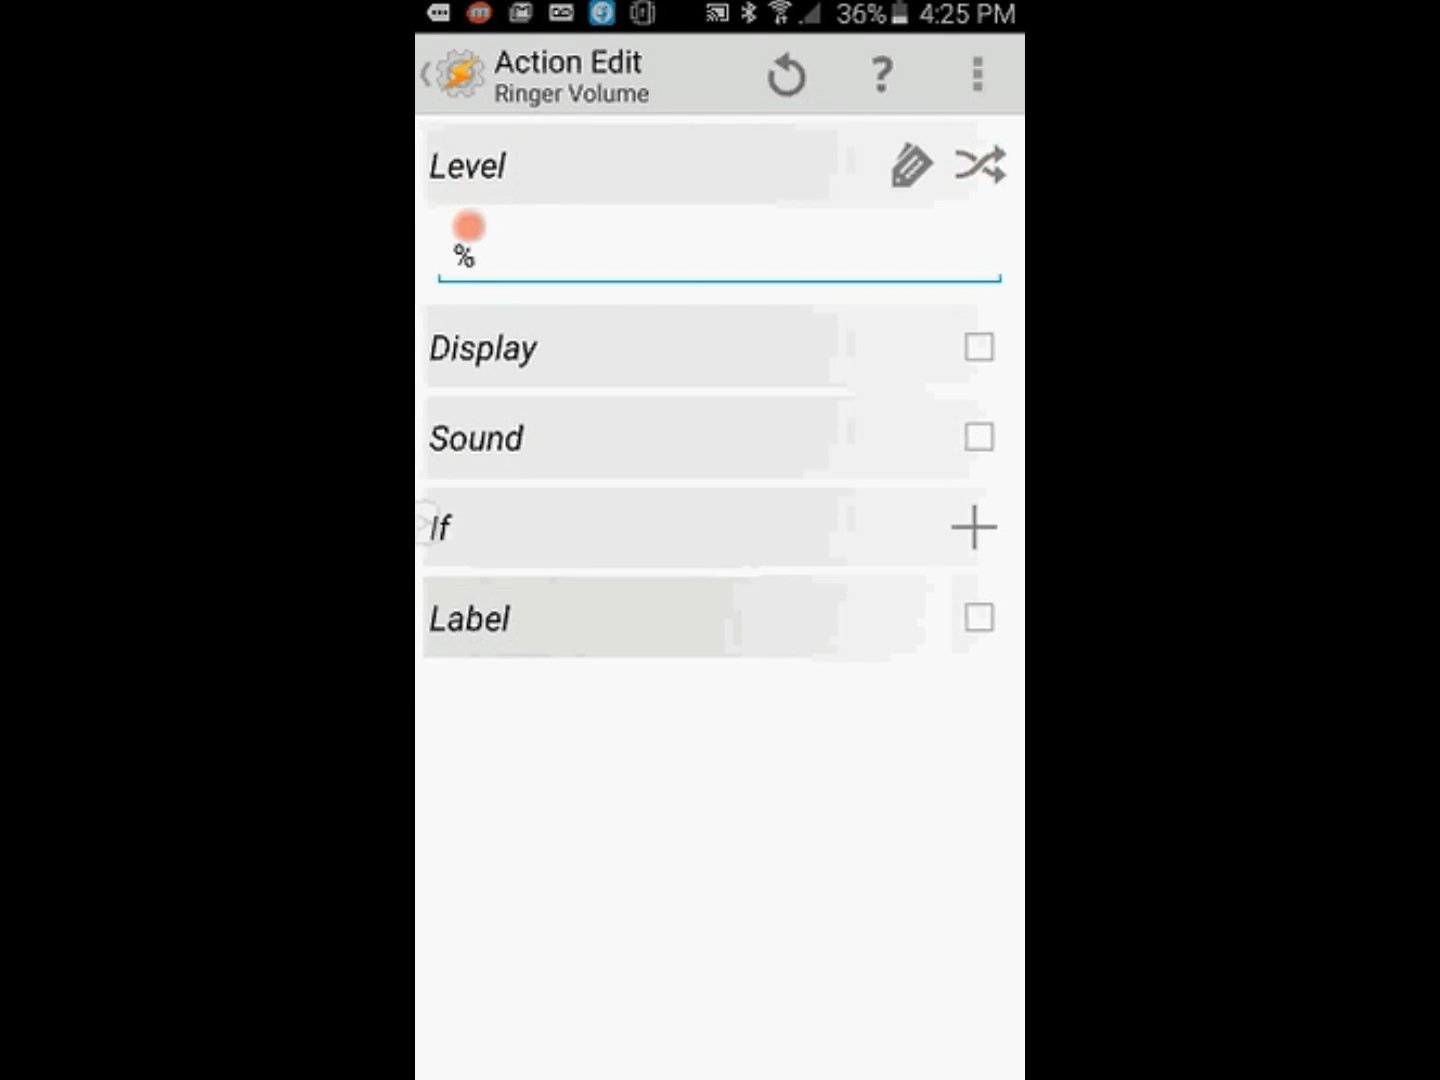 36% 4:25 PM
Action Edit
?
Ringer Volume
Level
%
Display
Sound
If
Label